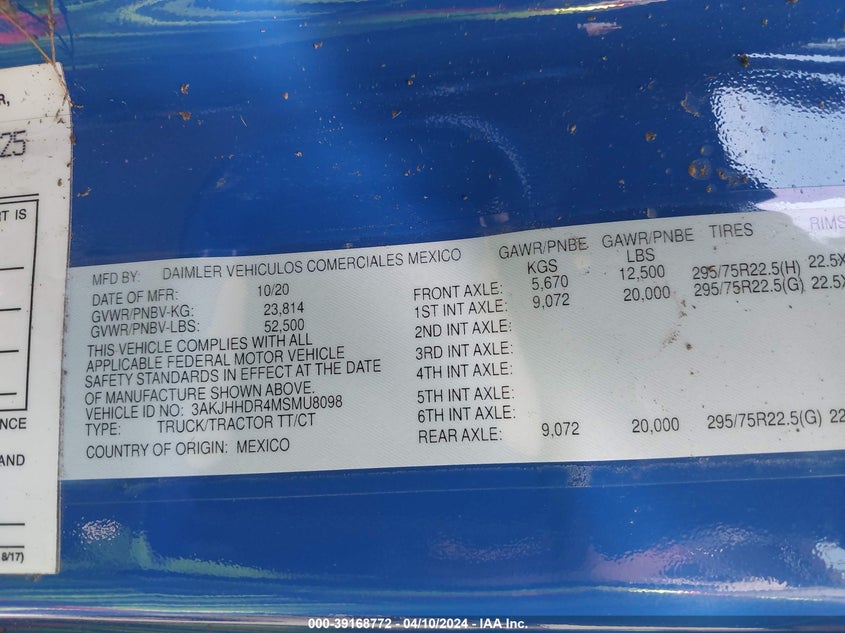 R,
25
T IS
NCE
AND
8/17)
MFD BY: DAIMLER VEHICULOS COMERCIALES MEXICO
DATE OF MFR: 10/20
GVWR/PNBV-KG: 23,814
GVWR/PNBV-LBS: 52,500
THIS VEHICLE COMPLIES WITH ALL
APPLICABLE FEDERAL MOTOR VEHICLE
SAFETY STANDARDS IN EFFECT AT THE DATE
OF MANUFACTURE SHOWN ABOVE.
VEHICLE ID NO: 3AKJHHDR4MSMU8098
TYPE: TRUCK/TRACTOR TT/CT
COUNTRY OF ORIGIN: MEXICO
GAWR/PNBE KGS GAWR/PNBE LBS TIRES RIMS
FRONT AXLE: 5,670 12,500 295/75R22.5(H) 22.5X
1ST INT AXLE: 9,072 20,000 295/75R22.5(G) 22.5X
2ND INT AXLE:
3RD INT AXLE:
4TH INT AXLE:
5TH INT AXLE:
6TH INT AXLE:
REAR AXLE: 9,072 20,000 295/75R22.5(G) 22
000-39168772 - 04/10/2024 - IAA Inc.